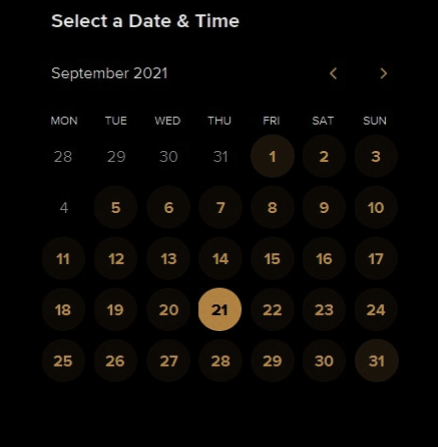 Select a Date & Time
September 2021
MON TUE WED THU FRI SAT SUN
28 29 30 31 1 2 3
4 5 6 7 8 9 10
11 12 13 14 15 16 17
18 19 20 21 22 23 24
25 26 27 28 29 30 31